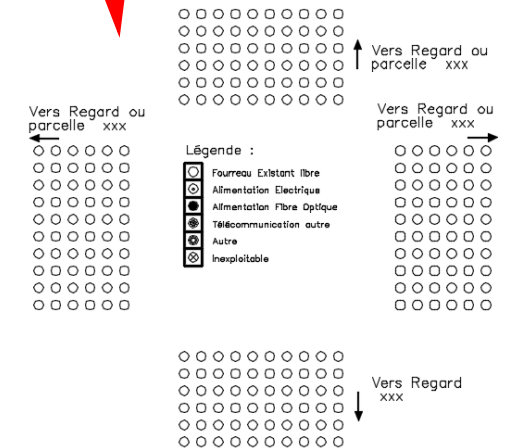 Vers Regard ou
parcelle xxx
Vers Regard ou
parcelle xxx
Vers Regard ou
parcelle xxx
Légende :
Fourreau Existant libre
Alimentation Electrique
Alimentation Fibre Optique
Télécommunication autre
Autre
Inexploitable
Vers Regard
xxx